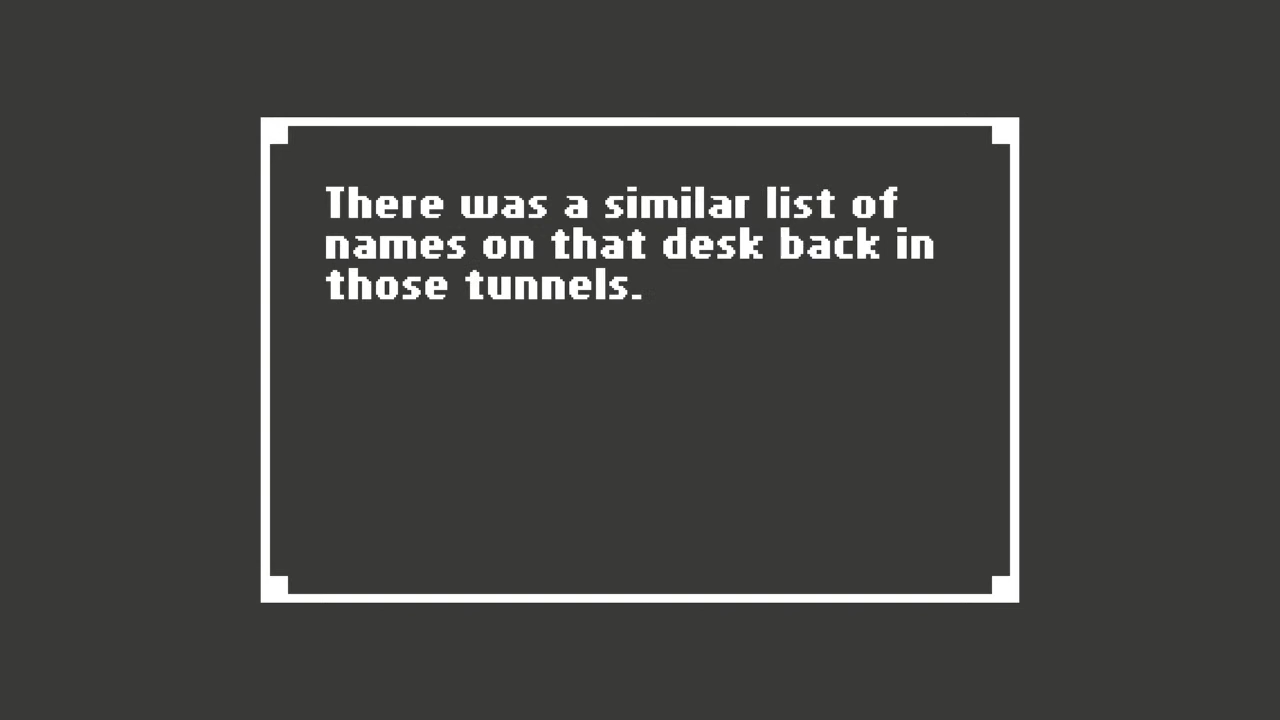 There was a similar list of
names on that desk back in
those tunnels.